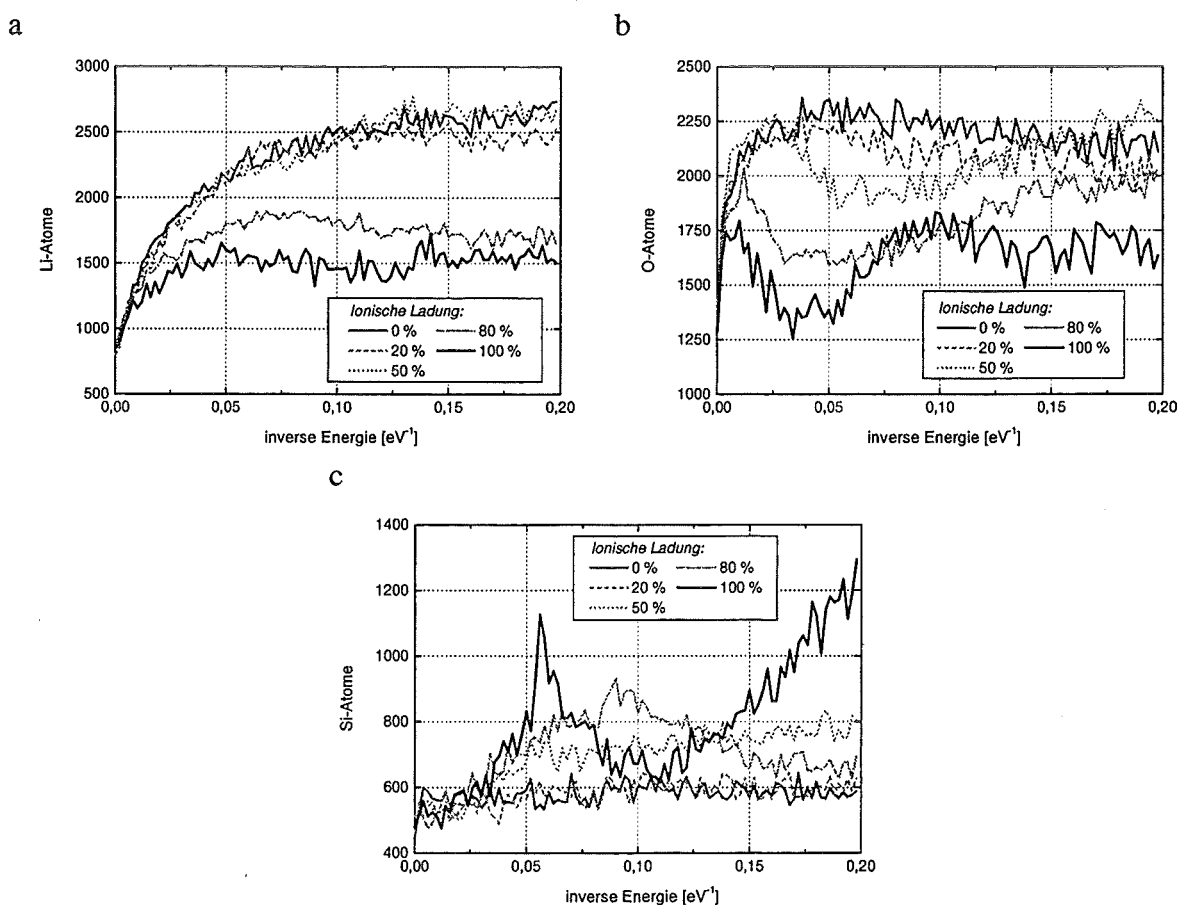 a
3000
2500
2000
1500
1000
500
Li-Atome
0,00 0,05 0,10 0,15 0,20
inverse Energie [eV⁻¹]
Ionische Ladung:
0 % 80 %
20 % 100 %
50 %
b
2500
2250
2000
1750
1500
1250
1000
O-Atome
0,00 0,05 0,10 0,15 0,20
inverse Energie [eV⁻¹]
Ionische Ladung:
0 % 80 %
20 % 100 %
50 %
c
1400
1200
1000
800
600
400
Si-Atome
0,00 0,05 0,10 0,15 0,20
inverse Energie [eV⁻¹]
Ionische Ladung:
0 % 80 %
20 % 100 %
50 %